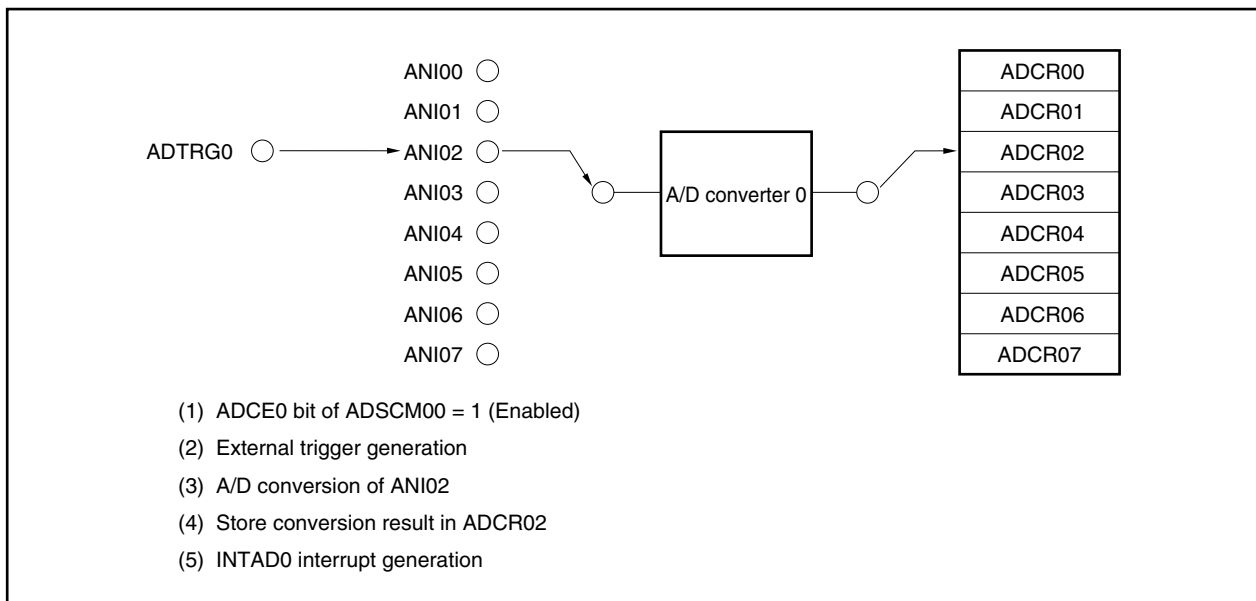 ANI00
ANI01
ADTRG0
ANI02
ANI03
ANI04
ANI05
ANI06
ANI07
A/D converter 0
ADCR00
ADCR01
ADCR02
ADCR03
ADCR04
ADCR05
ADCR06
ADCR07
(1) ADCE0 bit of ADSCM00 = 1 (Enabled)
(2) External trigger generation
(3) A/D conversion of ANI02
(4) Store conversion result in ADCR02
(5) INTAD0 interrupt generation